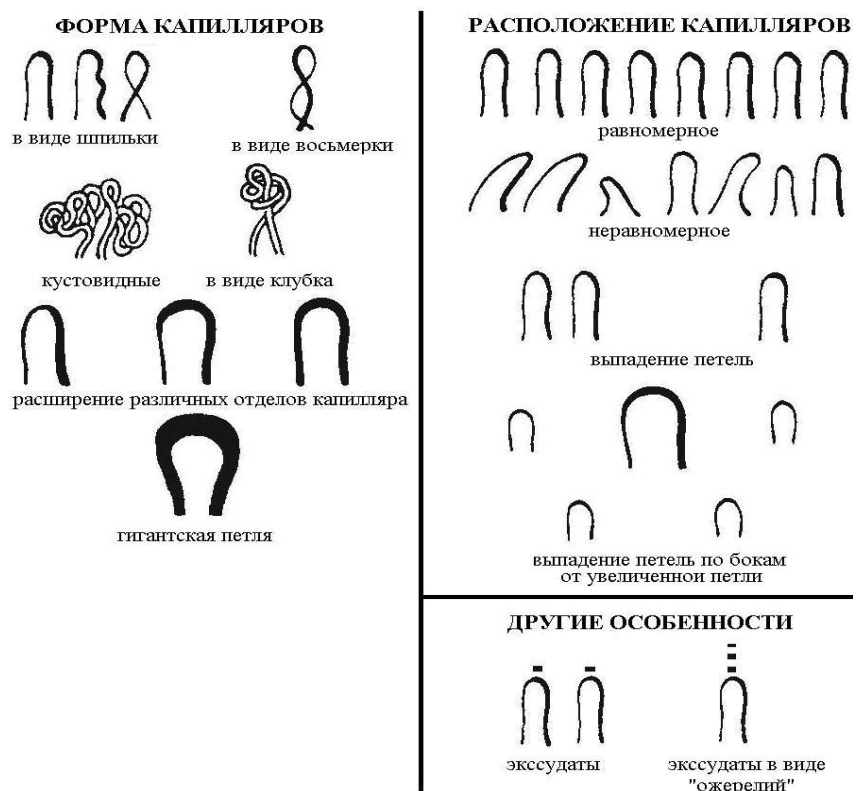 ФОРМА КАПИЛЛЯРОВ
в виде шпильки
в виде восьмерки
кустовидные
в виде клубка
расширение различных отделов капилляра
гигантская петля
РАСПОЛОЖЕНИЕ КАПИЛЛЯРОВ
равномерное
неравномерное
выпадение петель
выпадение петель по бокам
от увеличеннои петли
ДРУГИЕ ОСОБЕННОСТИ
экссудаты
экссудаты в виде
"ожерелий"